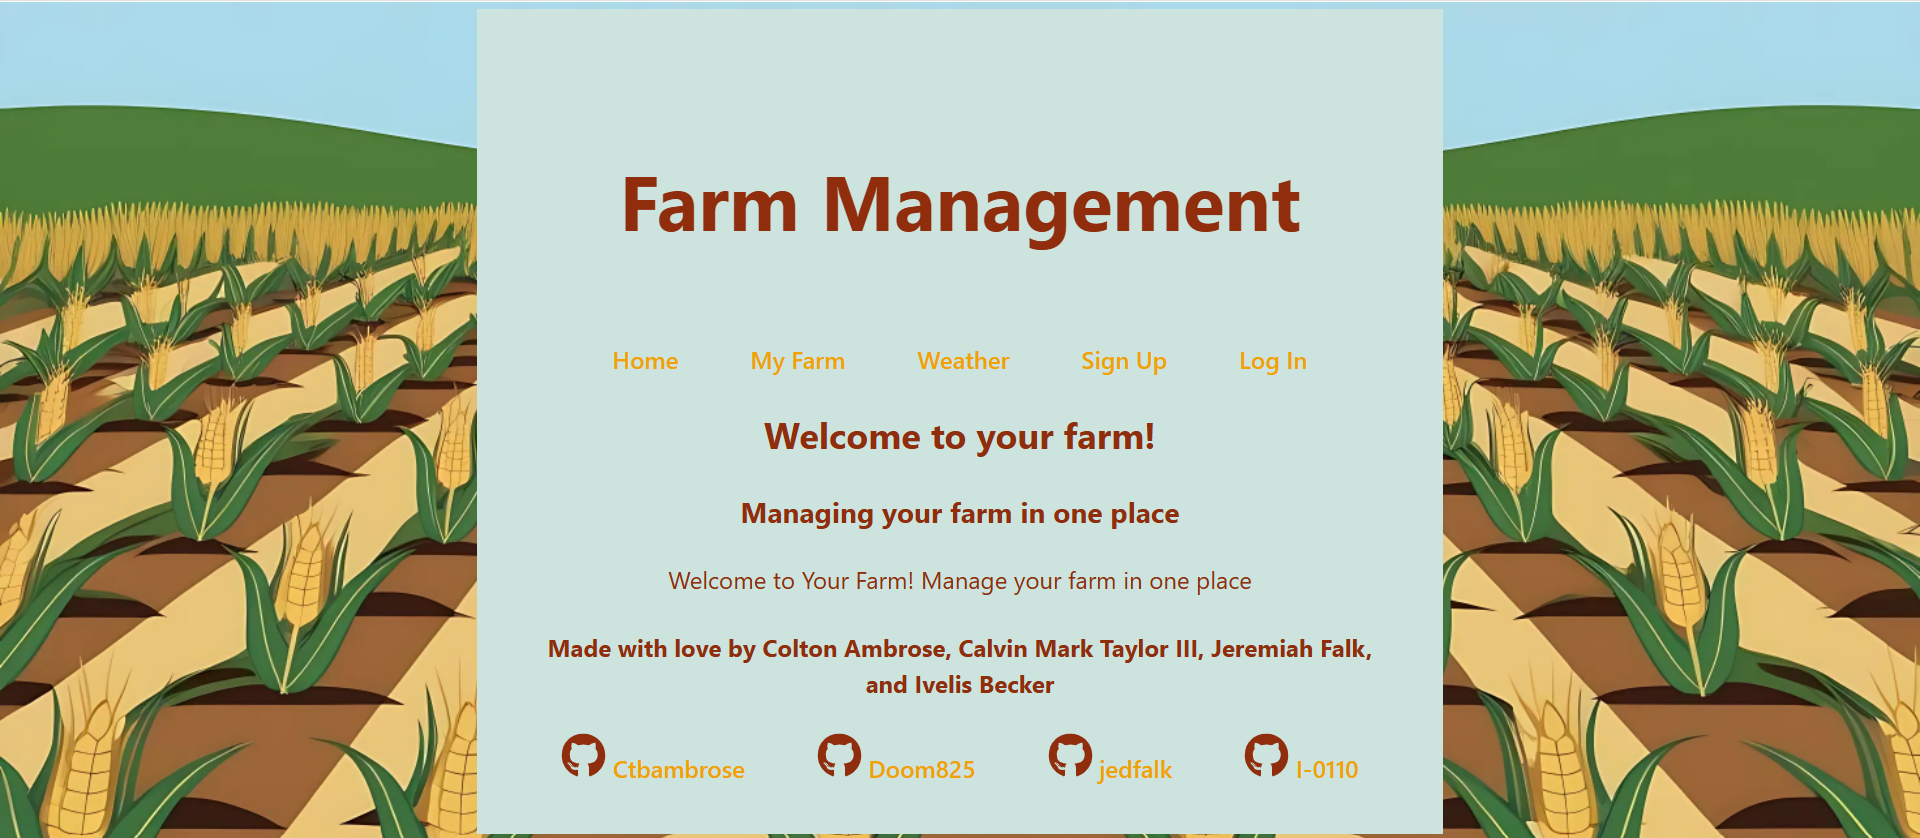 Farm Management
Home My Farm Weather Sign Up Log In
Welcome to your farm!
Managing your farm in one place
Welcome to Your Farm! Manage your farm in one place
Made with love by Colton Ambrose, Calvin Mark Taylor III, Jeremiah Falk,
and Ivelis Becker
Ctbambrose Doom825 jedfalk I-0110